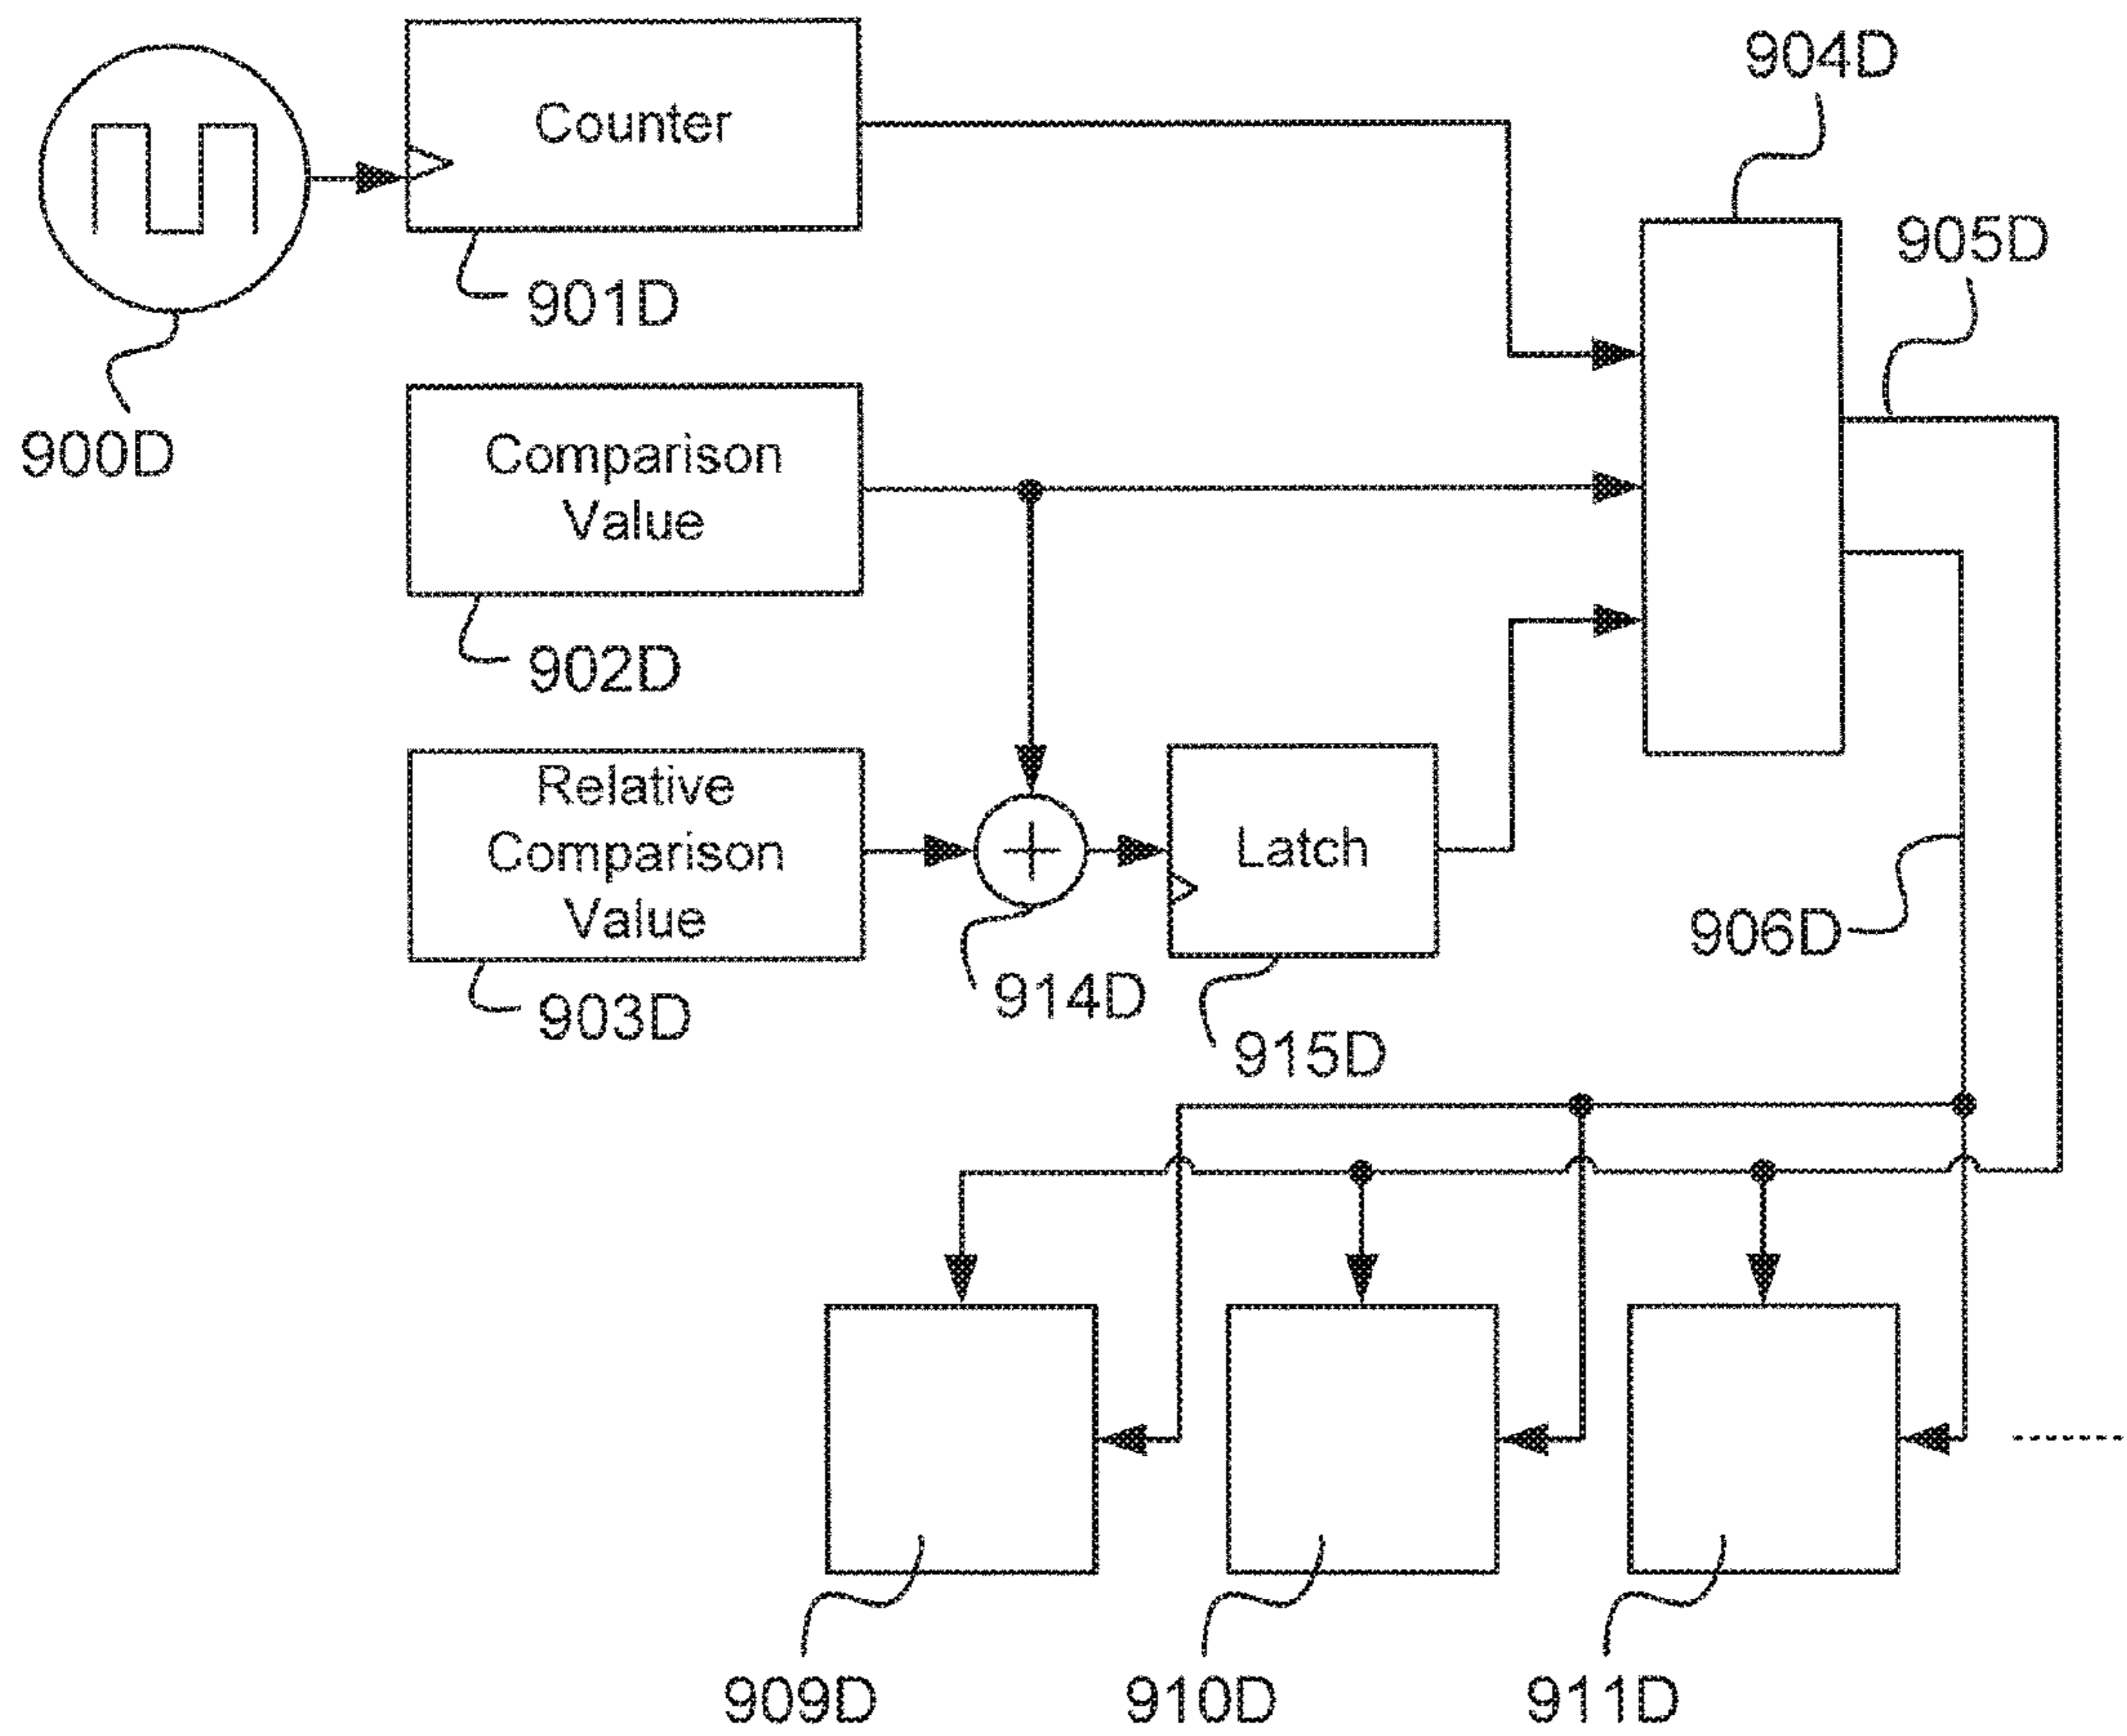 904D
Counter
905D
901D
900D
Comparison
Value
902D
Relative
Comparison
Value
Latch
906D
914D
903D
915D
909D
910D
911D